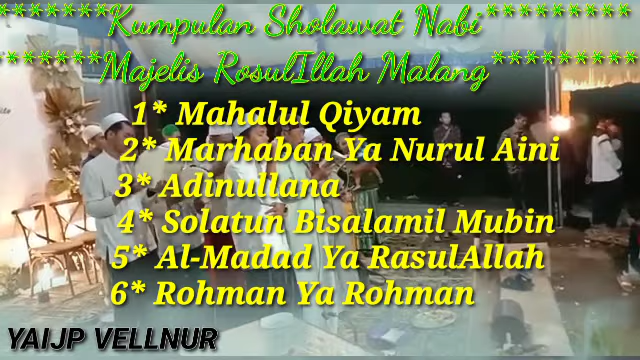 *******Kumpulan Sholawat Nabi*********
******Majelis RosulIllah Malang*********
1* Mahalul Qiyam
2* Marhaban Ya Nurul Aini
3* Adinullana
4* Solatun Bisalamil Mubin
5* Al-Madad Ya RasulAllah
6* Rohman Ya Rohman
YAIJP VELLNUR